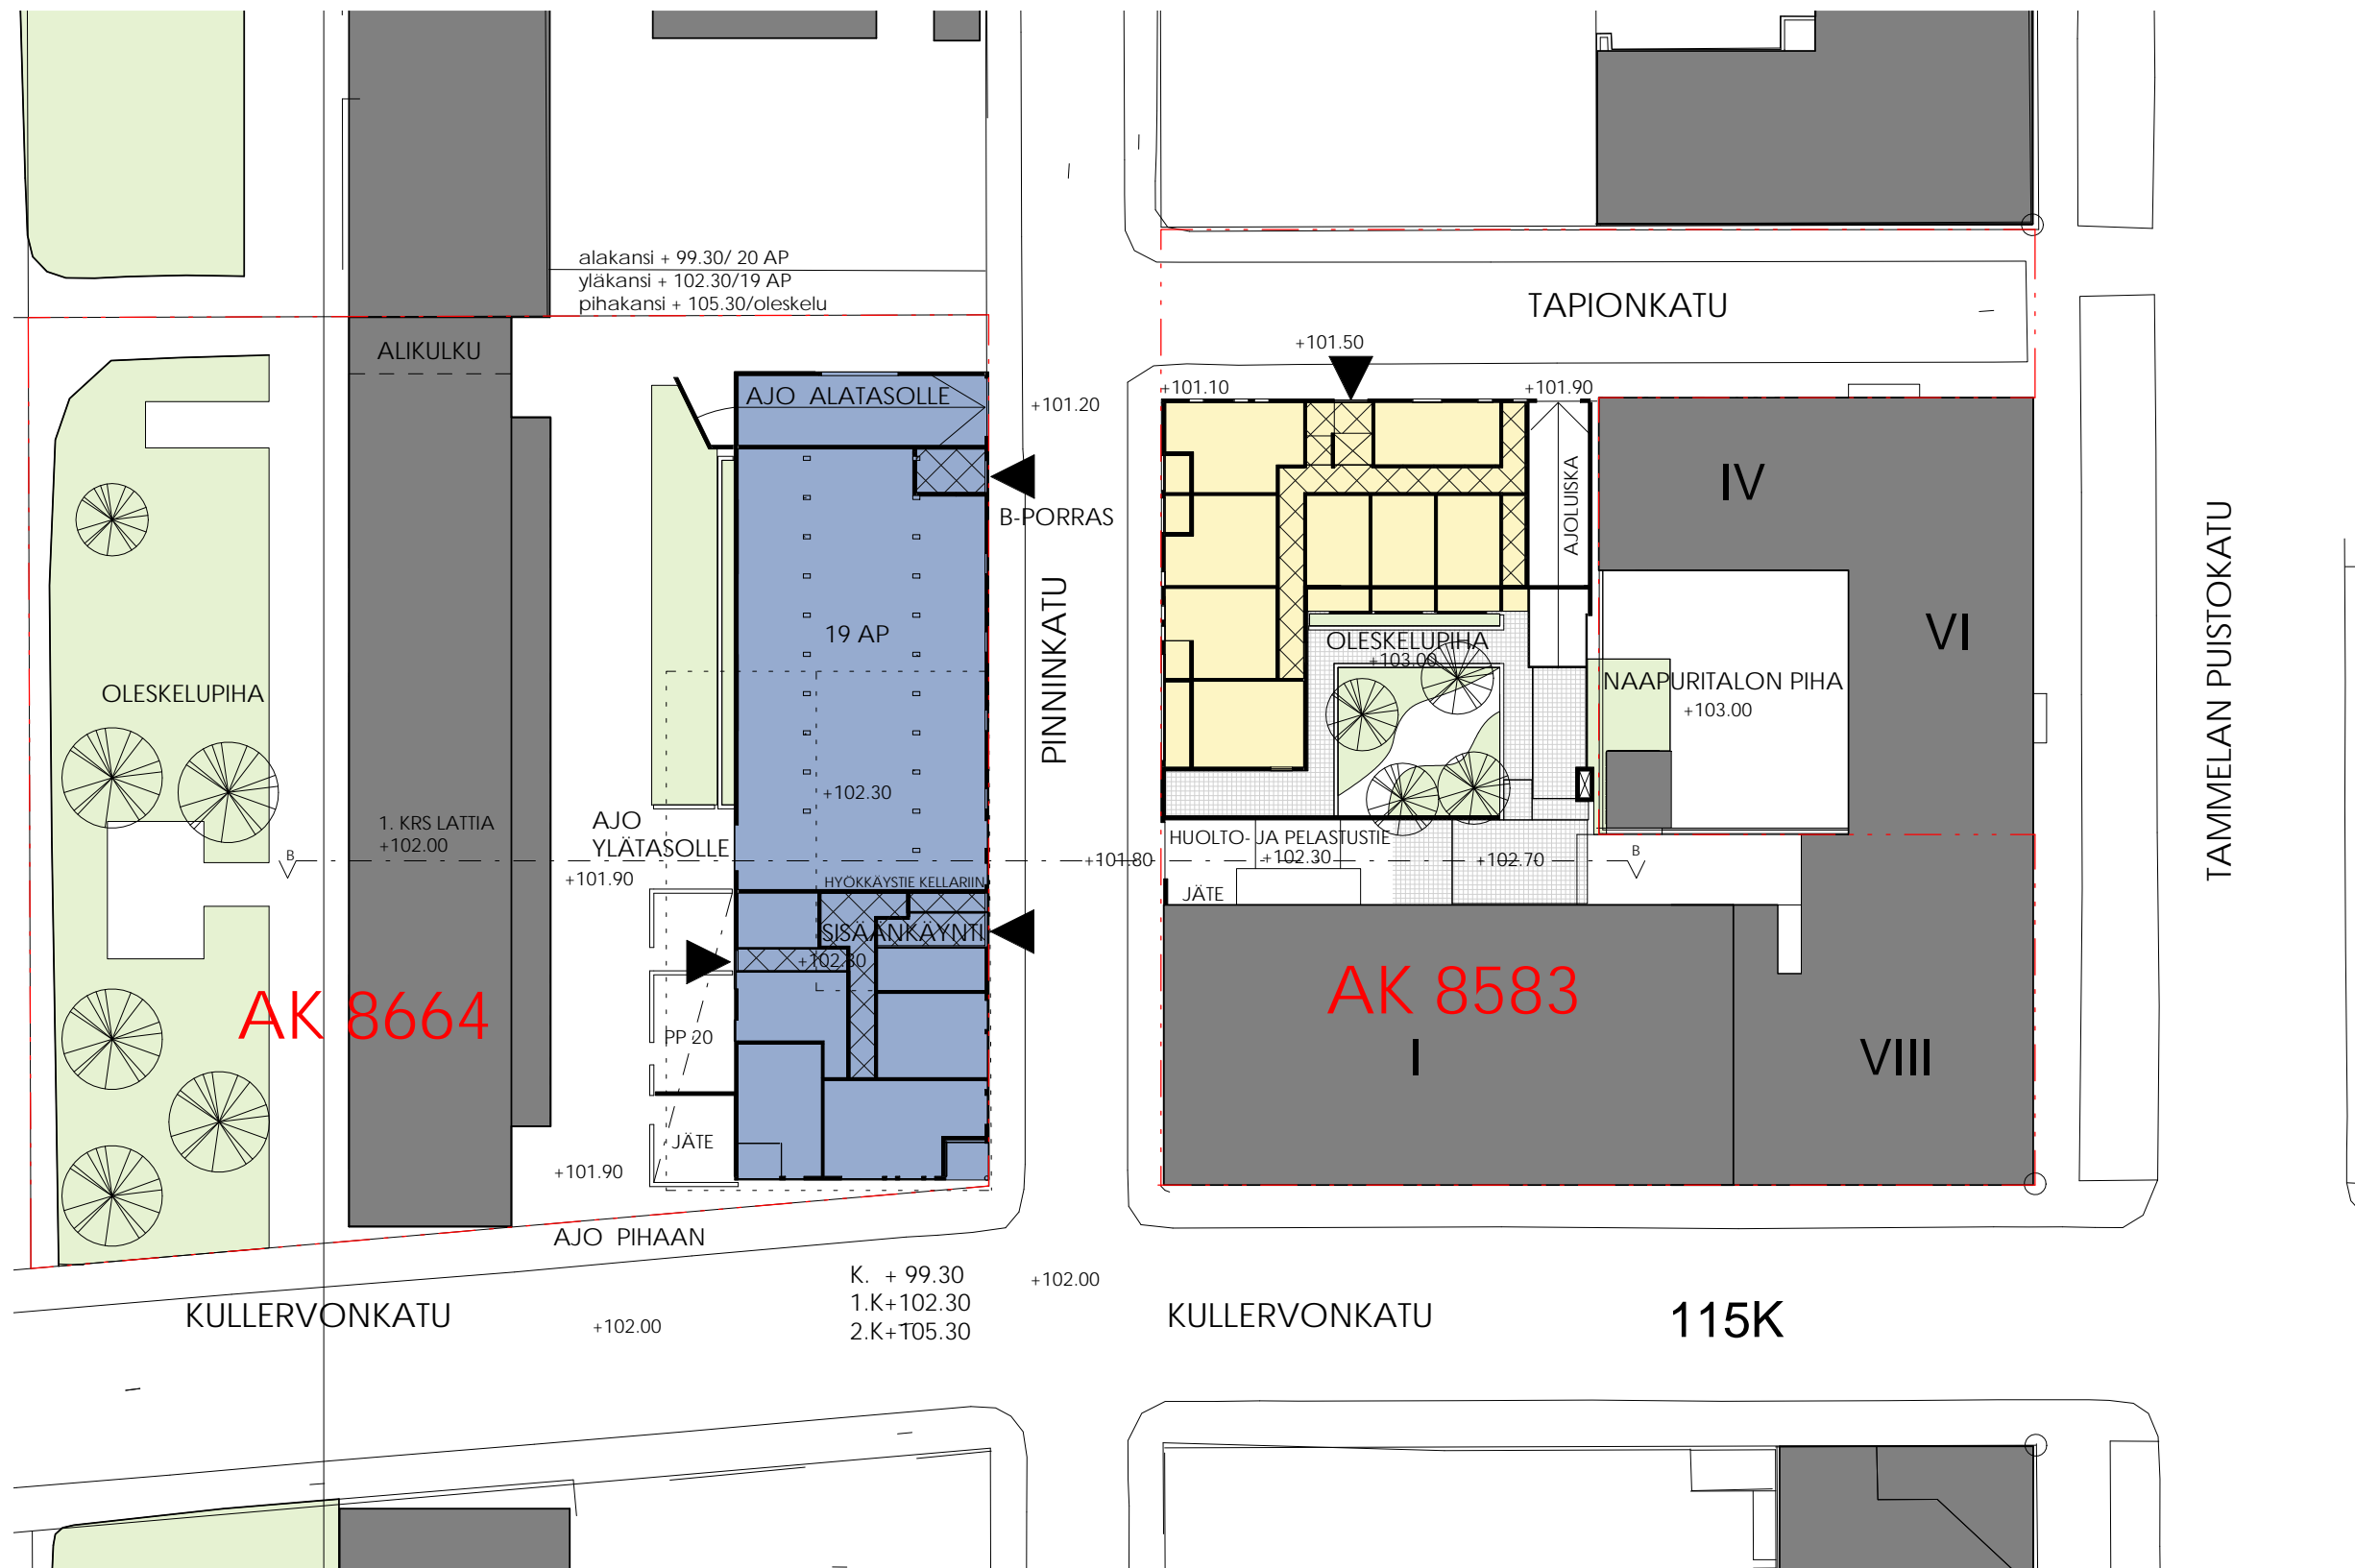 alakansi + 99.30/ 20 AP
yläkansi + 102.30/19 AP
pihakansi + 105.30/oleskelu
TAPIONKATU
ALIKULKU
+101.50
AJO ALATASOLLE
+101.20
+101.10
+101.90
AJOLUISKA
IV
B-PORRAS
PINNINKATU
TAMMELAN PUISTOKATU
19 AP
VI
OLESKELUPIHA
+103.00
OLESKELUPIHA
NAAPURITALON PIHA
+103.00
+102.30
1. KRS LATTIA
+102.00
AJO
YLÄTASOLLE
+101.90
HUOLTO- JA PELASTUSTIE
+102.30
+102.70
+101.80
B
B
HYÖKKÄYSTIE KELLARIIN
JÄTE
SISÄÄNKÄYNTI
+102.30
AK 8664
AK 8583
PP 20
I
VIII
JÄTE
+101.90
AJO PIHAAN
K. + 99.30
1.K+102.30
2.K+105.30
+102.00
KULLERVONKATU
+102.00
KULLERVONKATU
115K